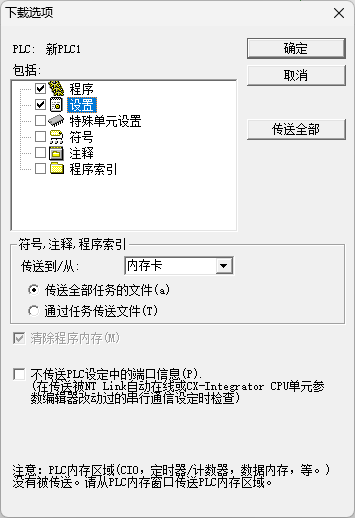 下载选项
PLC: 新PLC1
确定
包括:
取消
程序
设置
特殊单元设置
传送全部
符号
注释
程序索引
符号,注释,程序索引
传送到/从:
内存卡
传送全部任务的文件(a)
通过任务传送文件(T)
清除程序内存(M)
不传送PLC设定中的端口信息(P).
(在传送被NT Link自动在线或CX-Integrator CPU单元参
数编辑器改动过的串行通信设定时检查)
注意: PLC内存区域(CIO，定时器/计数器，数据内存，等。)
没有被传送。请从PLC内存窗口传送PLC内存区域。